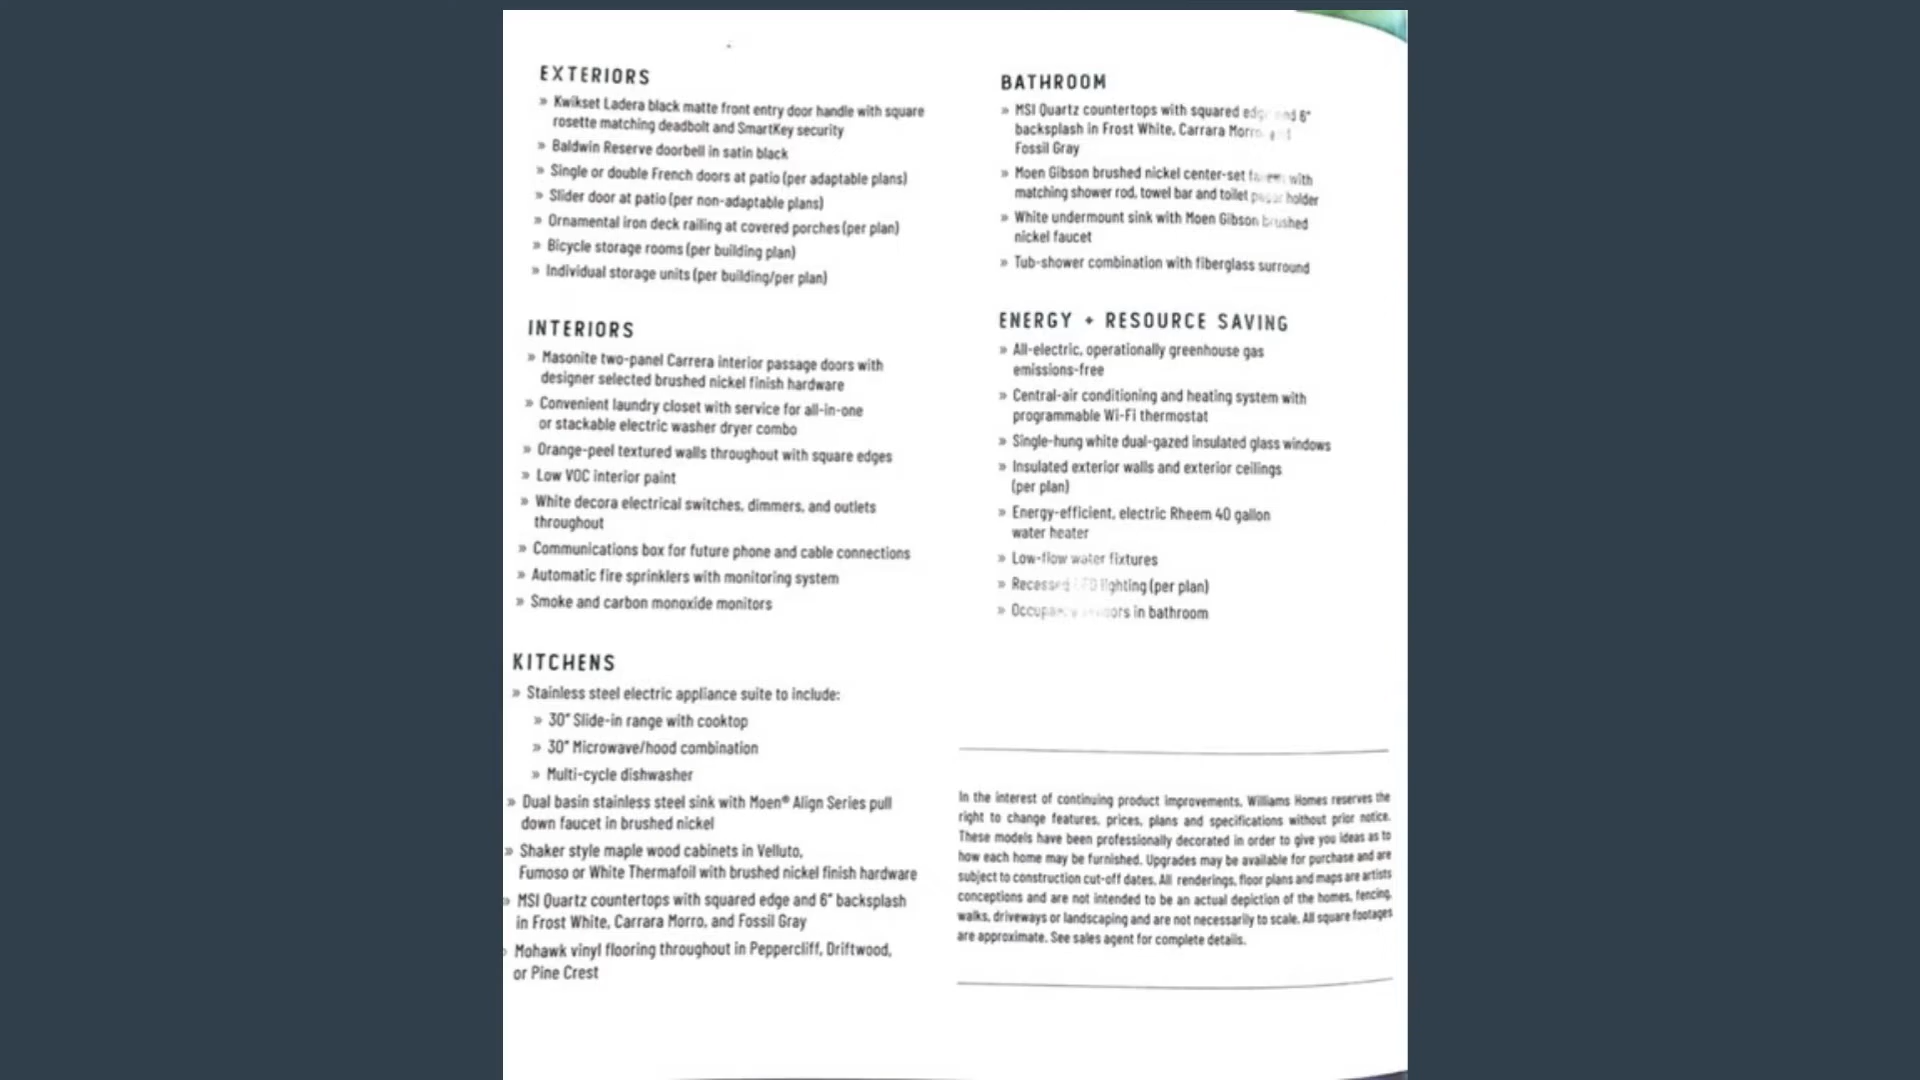 EXTERIORS
» Kwikset Ladera black matte front entry door handle with square
rosette matching deadbolt and SmartKey security
» Baldwin Reserve doorbell in satin black
» Single or double French doors at patio (per adaptable plans)
» Slider door at patio (per non-adaptable plans)
» Ornamental iron deck railing at covered porches (per plan)
» Bicycle storage rooms (per building plan)
» Individual storage units (per building/per plan)
INTERIORS
» Masonite two-panel Carrera interior passage doors with
designer selected brushed nickel finish hardware
» Convenient laundry closet with service for all-in-one
or stackable electric washer dryer combo
» Orange-peel textured walls throughout with square edges
» Low VOC interior paint
» White decora electrical switches, dimmers, and outlets
throughout
» Communications box for future phone and cable connections
» Automatic fire sprinklers with monitoring system
» Smoke and carbon monoxide monitors
KITCHENS
» Stainless steel electric appliance suite to include:
» 30" Slide-in range with cooktop
» 30" Microwave/hood combination
» Multi-cycle dishwasher
» Dual basin stainless steel sink with Moen® Align Series pull
down faucet in brushed nickel
» Shaker style maple wood cabinets in Velluto,
Fumoso or White Thermafoil with brushed nickel finish hardware
» MSI Quartz countertops with squared edge and 6" backsplash
in Frost White, Carrara Morro, and Fossil Gray
» Mohawk vinyl flooring throughout in Peppercliff, Driftwood,
or Pine Crest
BATHROOM
» MSI Quartz countertops with squared edge and 6"
backsplash in Frost White, Carrara Morro, and
Fossil Gray
» Moen Gibson brushed nickel center-set faucet with
matching shower rod, towel bar and toilet paper holder
» White undermount sink with Moen Gibson brushed
nickel faucet
» Tub-shower combination with fiberglass surround
ENERGY + RESOURCE SAVING
» All-electric, operationally greenhouse gas
emissions-free
» Central-air conditioning and heating system with
programmable Wi-Fi thermostat
» Single-hung white dual-gazed insulated glass windows
» Insulated exterior walls and exterior ceilings
(per plan)
» Energy-efficient, electric Rheem 40 gallon
water heater
» Low-flow water fixtures
» Recessed LED lighting (per plan)
» Occupancy sensors in bathroom
In the interest of continuing product improvements, Williams Homes reserves the
right to change features, prices, plans and specifications without prior notice.
These models have been professionally decorated in order to give you ideas as to
how each home may be furnished. Upgrades may be available for purchase and are
subject to construction cut-off dates. All renderings, floor plans and maps are artists
conceptions and are not intended to be an actual depiction of the homes, fencing,
walks, driveways or landscaping and are not necessarily to scale. All square footages
are approximate. See sales agent for complete details.